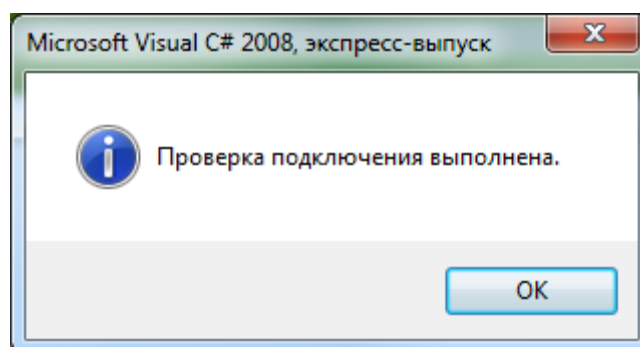 Microsoft Visual C# 2008, экспресс-выпуск
Проверка подключения выполнена.
OK